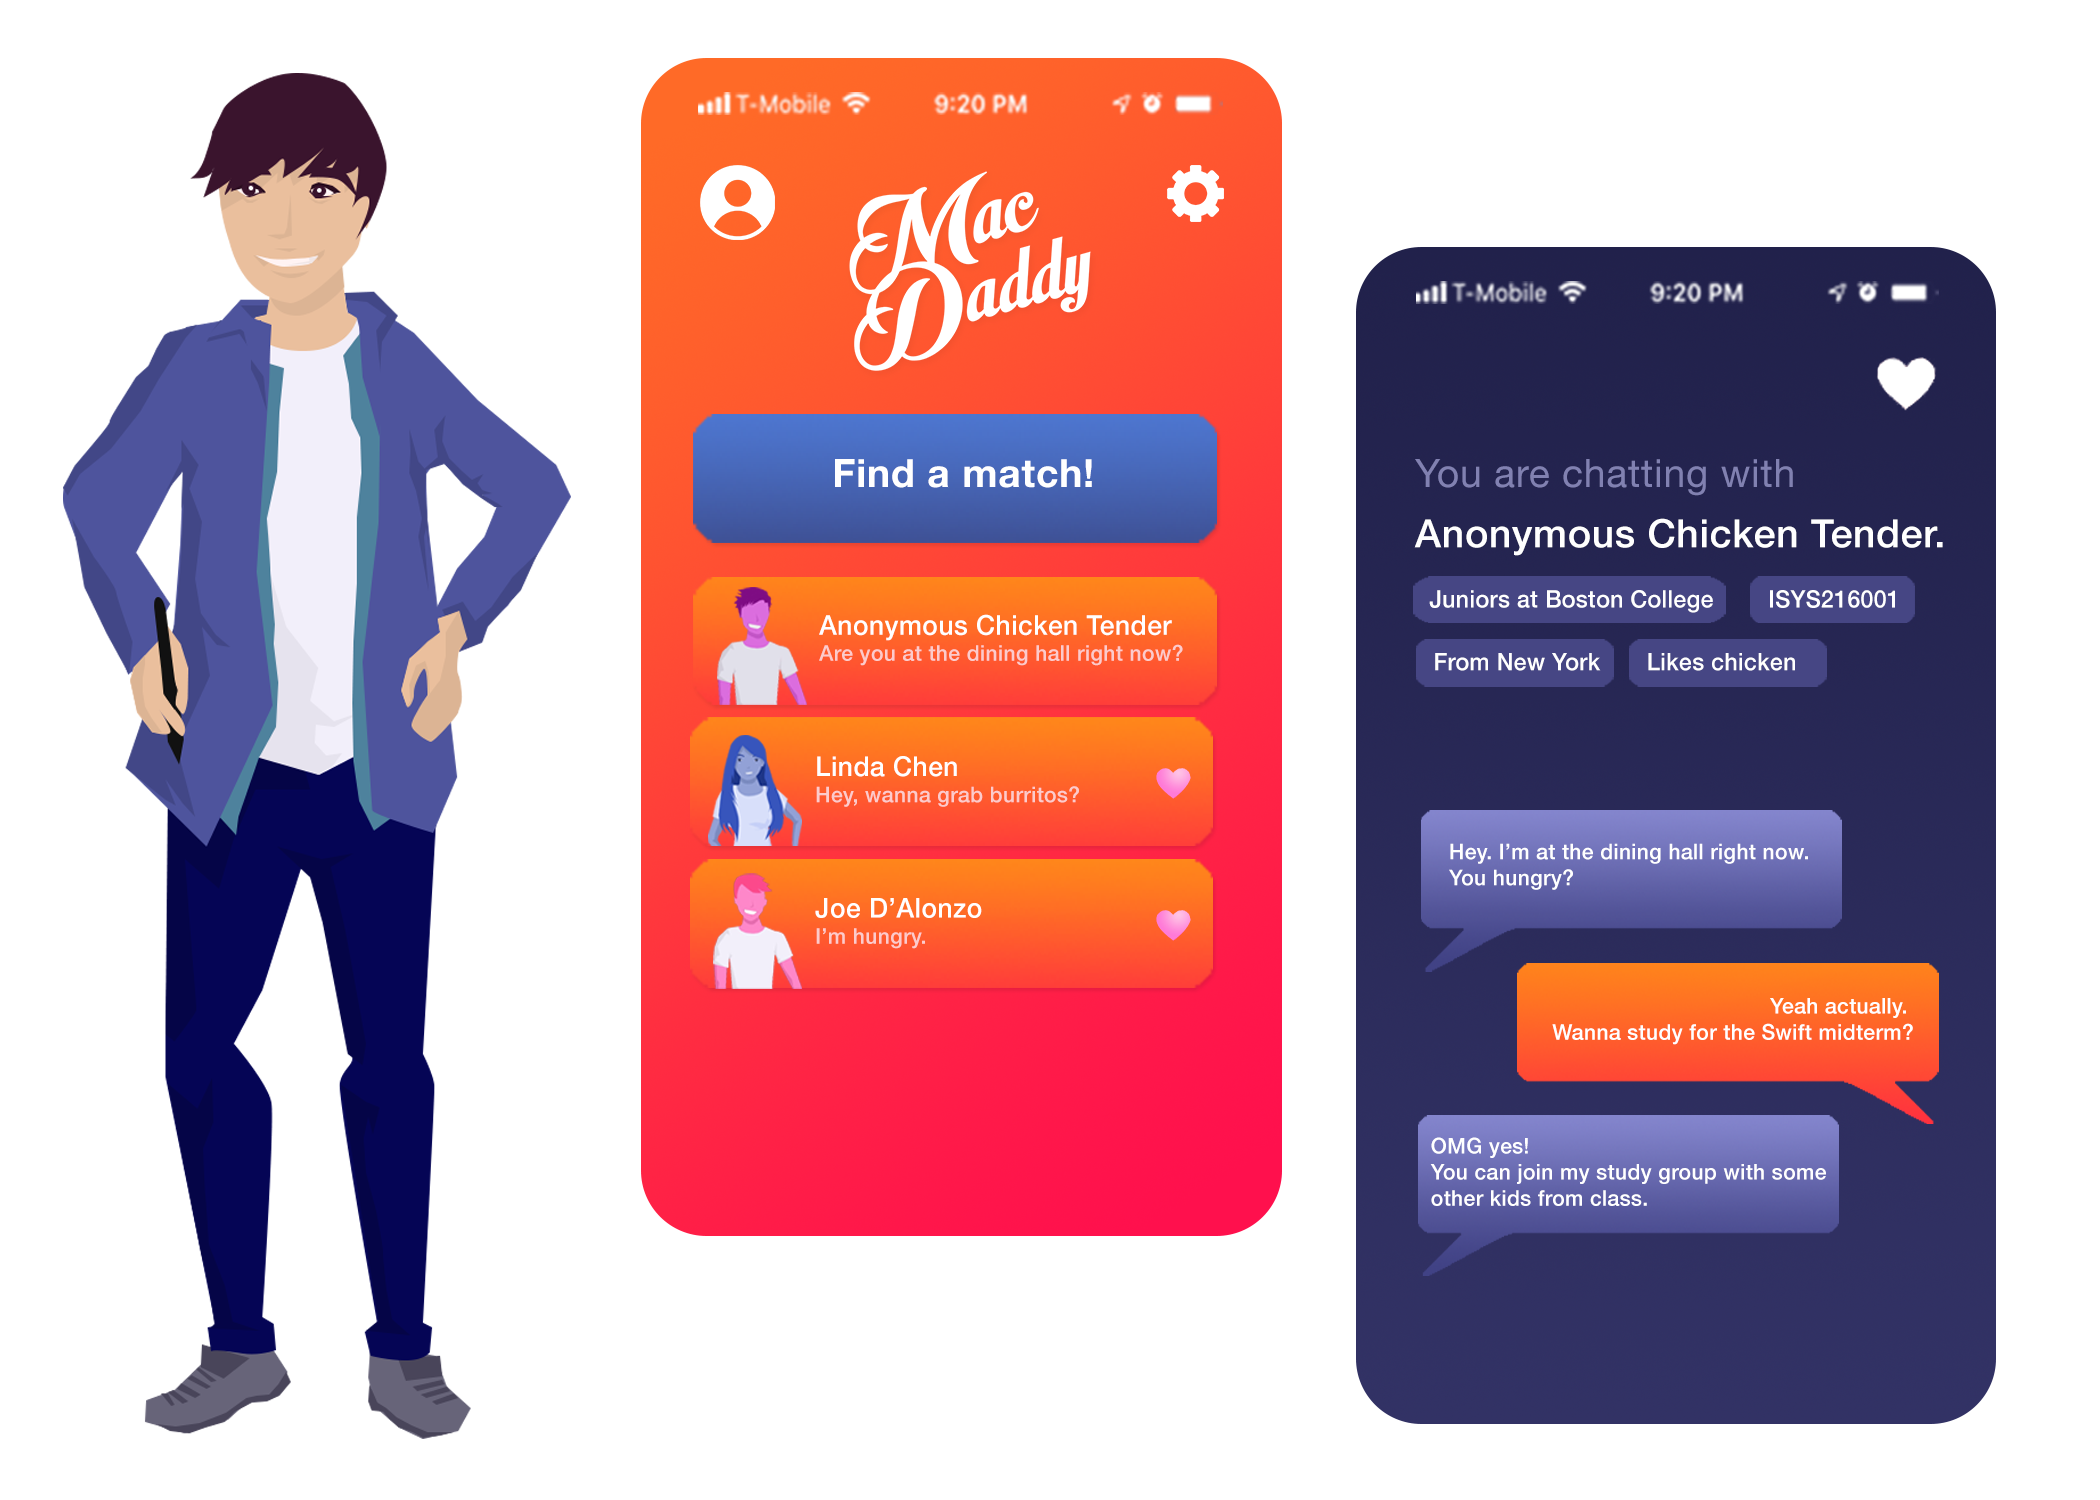 T-Mobile 9:20 PM
Mac
Daddy
Find a match!
Anonymous Chicken Tender
Are you at the dining hall right now?
Linda Chen
Hey, wanna grab burritos?
Joe D’Alonzo
I’m hungry.
T-Mobile 9:20 PM
You are chatting with
Anonymous Chicken Tender.
Juniors at Boston College ISYS216001
From New York Likes chicken
Hey. I’m at the dining hall right now.
You hungry?
Yeah actually.
Wanna study for the Swift midterm?
OMG yes!
You can join my study group with some
other kids from class.